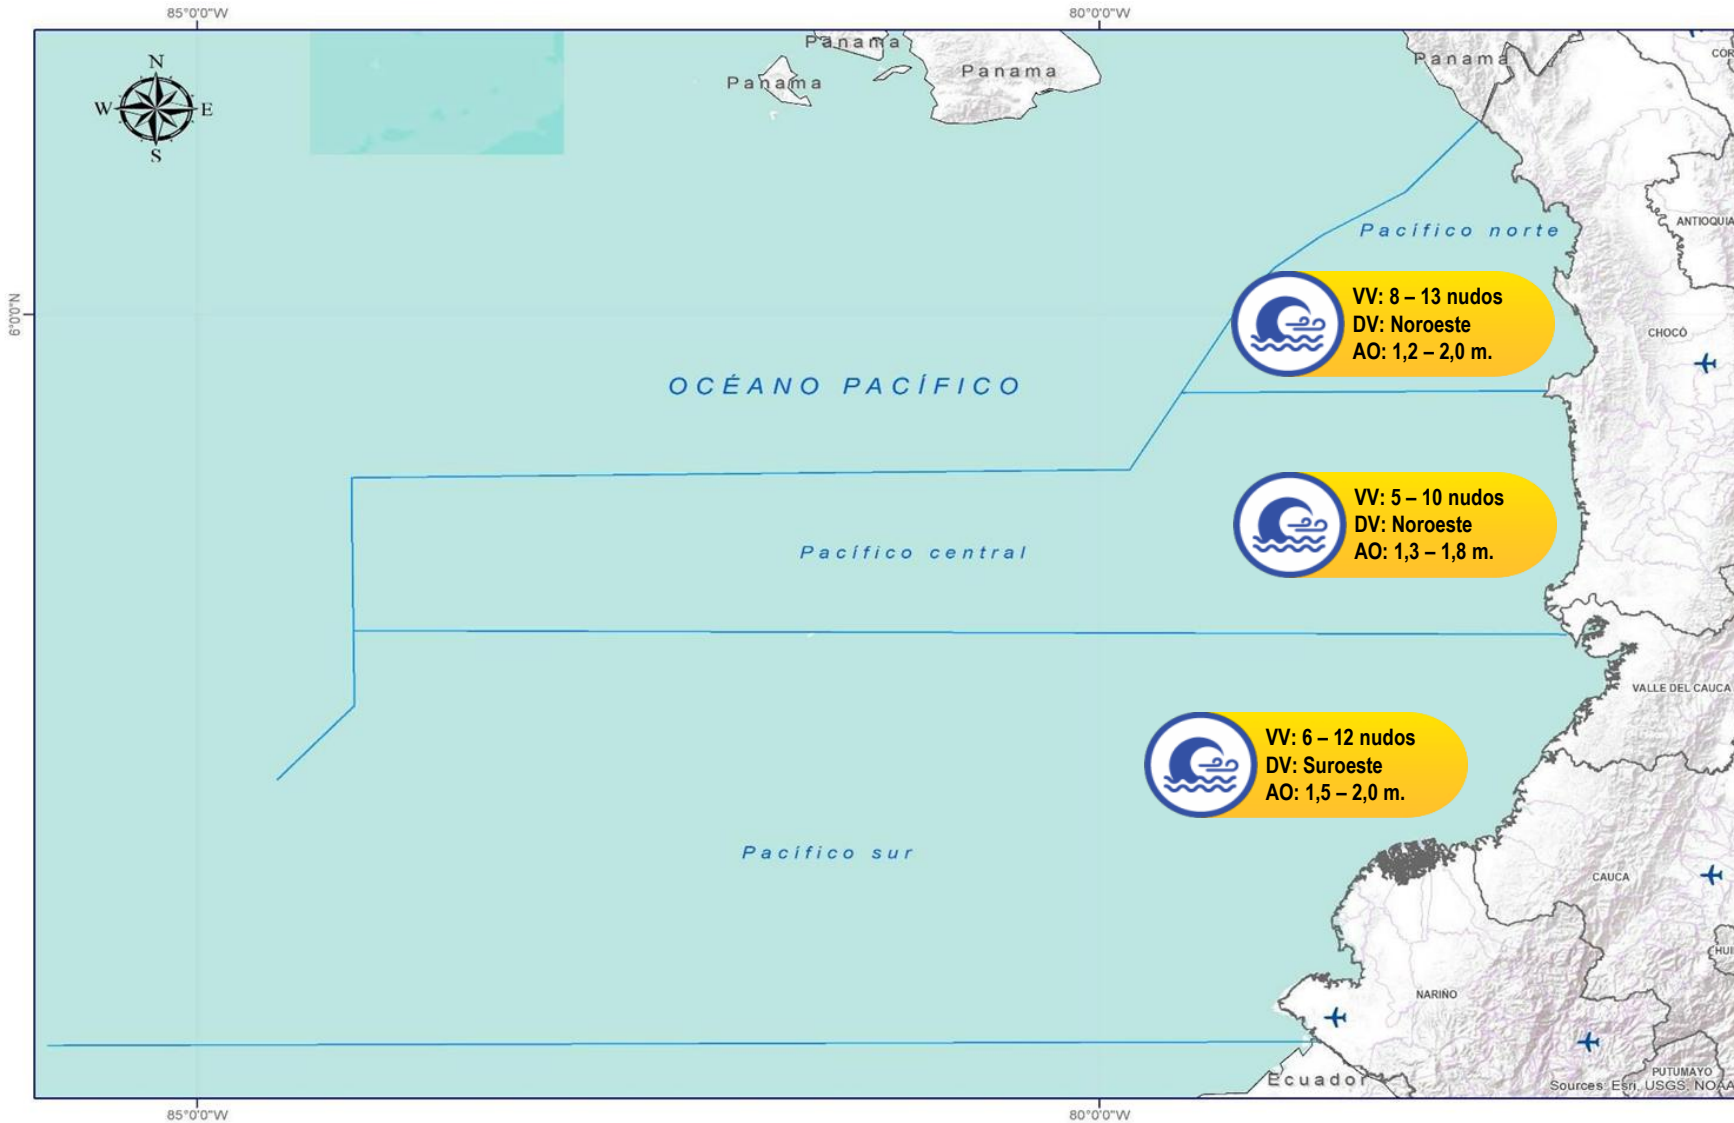 85°0'0"W
80°0'0"W
N
W
E
S
Panama
Panama
Panama
Panama
ANTIOQUIA
Pacífico norte
6°0'0"N
VV: 8 – 13 nudos
DV: Noroeste
AO: 1,2 – 2,0 m.
CHOCÓ
OCÉANO PACÍFICO
VV: 5 – 10 nudos
DV: Noroeste
AO: 1,3 – 1,8 m.
Pacífico central
VALLE DEL CAUCA
VV: 6 – 12 nudos
DV: Suroeste
AO: 1,5 – 2,0 m.
Pacífico sur
CAUCA
NARIÑO
PUTUMAYO
Ecuador
Sources: Esri, USGS, NOAA
85°0'0"W
80°0'0"W